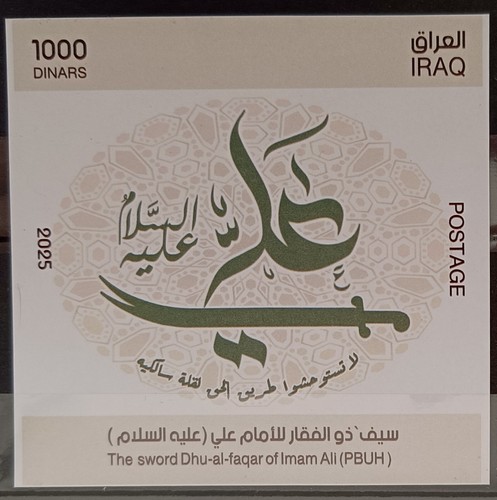 العراق
1000
IRAQ
DINARS
علي
عليه السلام
2025
POSTAGE
لا تستوحشوا طريق الحق لقلة سالكيه
سيف ذو الفقار للأمام علي (عليه السلام)
The sword Dhu-al-faqar of Imam Ali (PBUH)